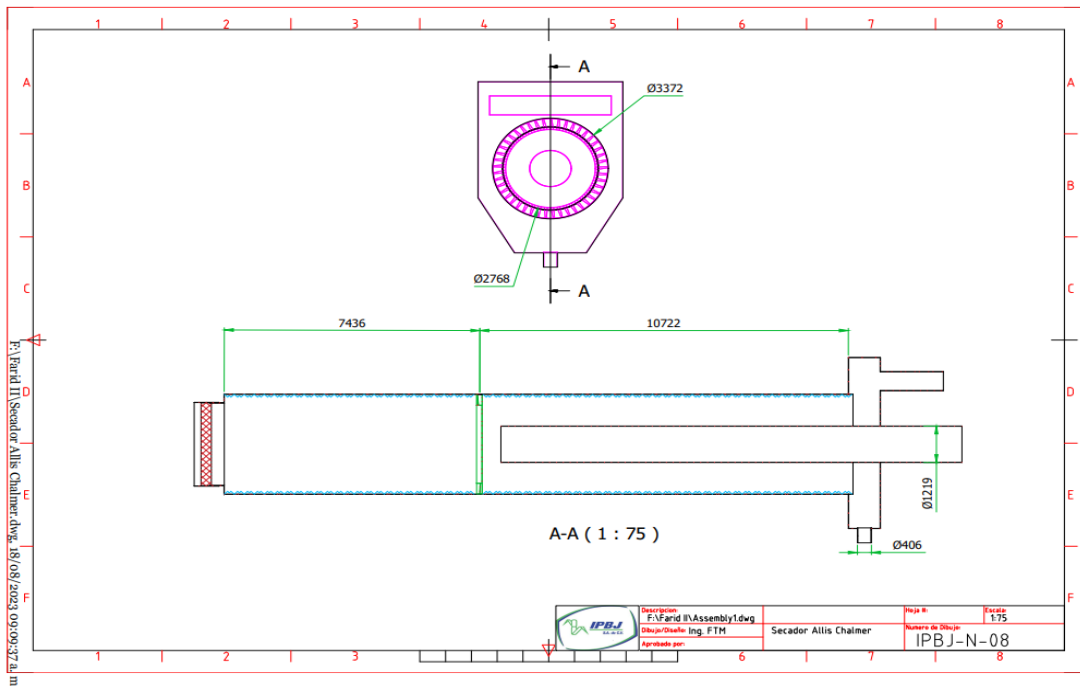 1 2 3 4 5 6 7 8
A A
B B
C C
D D
E E
F F
A
Ø3372
Ø2768
A
7436 10722
Ø1219
A-A ( 1 : 75 )
Ø406
F:\Farid II\Secador Allis Chalmer.dwg, 18/08/2023 09:09:37 a. m
IPBJ
Descripcion:
F:\Farid II\Assembly1.dwg
Dibujo/Diseño: Ing. FTM
Aprobado por:
Secador Allis Chalmer
Hoja #:
Escala:
1:75
Numero de Dibujo:
IPBJ-N-08
1 2 3 6 7 8